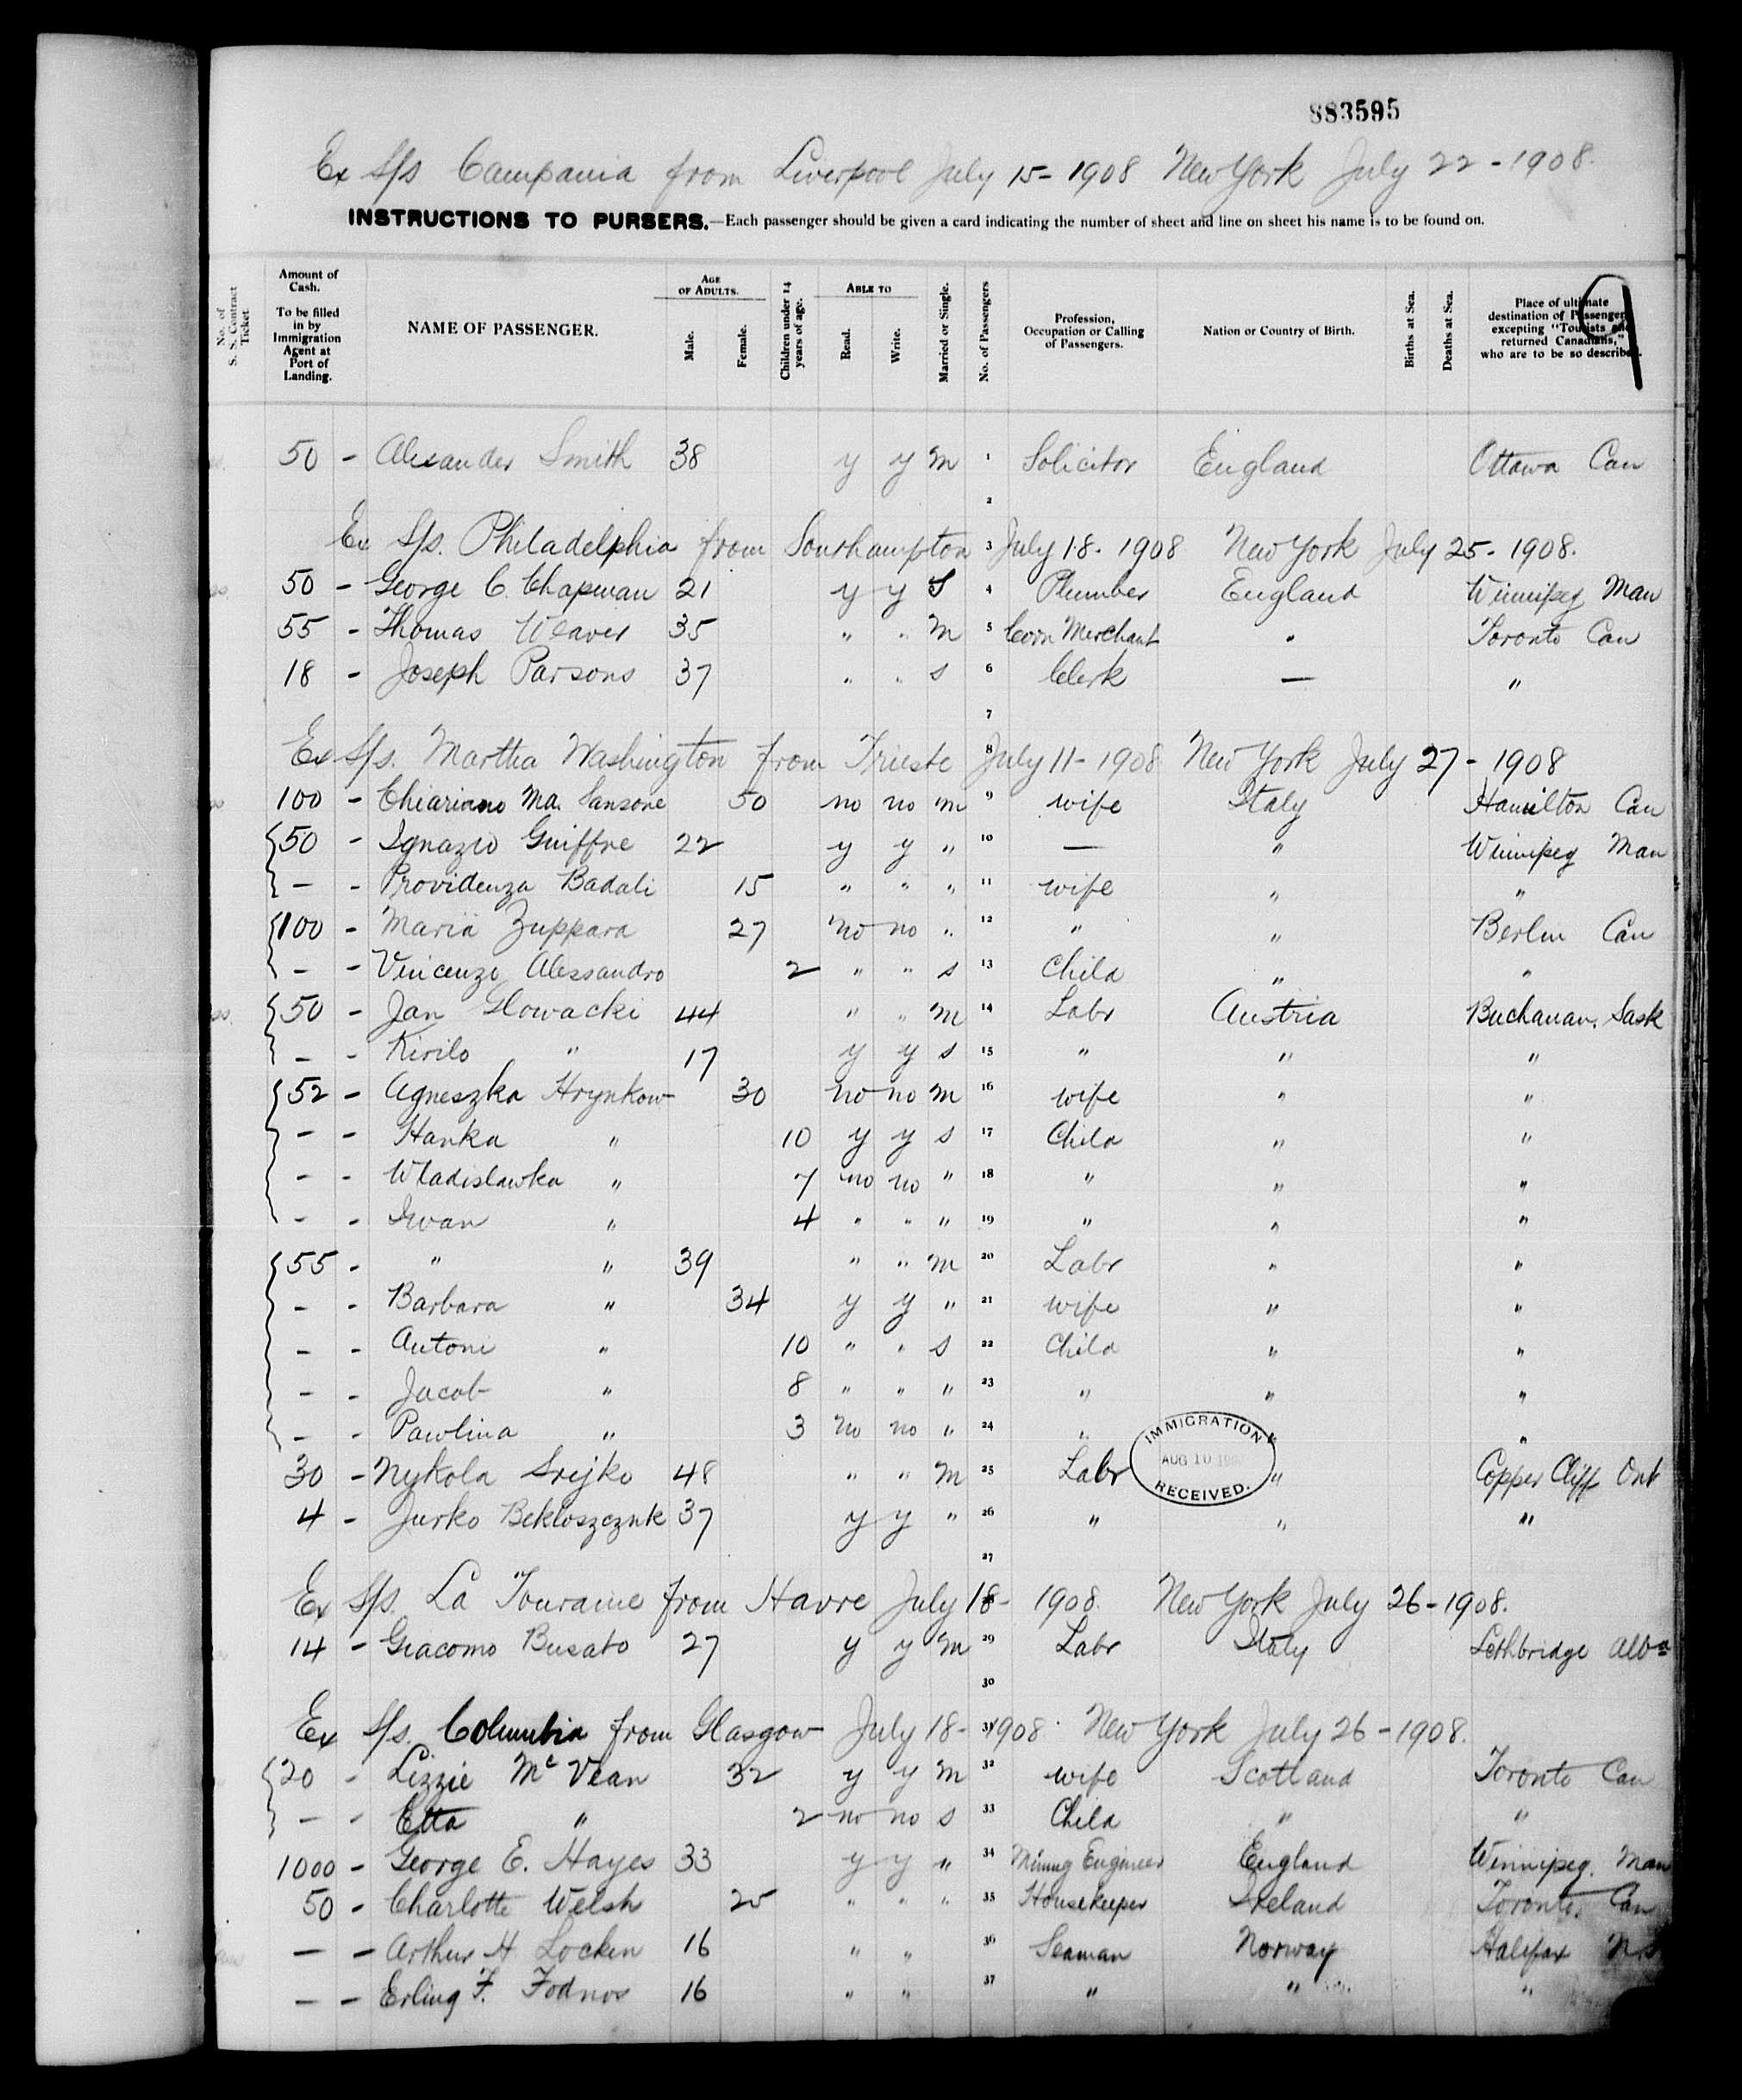 883595
Ex S/s Campania from Liverpool July 15-1908 New York July 22-1908.
INSTRUCTIONS TO PURSERS.—Each passenger should be given a card indicating the number of sheet and line on sheet his name is to be found on.
No. of S. S. Contract Ticket
Amount of Cash. To be filled in by Immigration Agent at Port of Landing.
NAME OF PASSENGER.
AGE OF ADULTS. Male. Female.
Children under 14 years of age.
ABLE TO Read. Write.
Married or Single.
No. of Passengers
Profession, Occupation or Calling of Passengers.
Nation or Country of Birth.
Births at Sea.
Deaths at Sea.
Place of ultimate destination of Passenger excepting "Tourists and returned Canadians," who are to be so described.
9
50 - Alexander Smith 38 y y m 1 Solicitor England Ottawa Can
2
Ex S/s. Philadelphia from Southampton 3 July 18. 1908 New York July 25-1908.
50 - George C. Chapman 21 y y S 4 Plumber England Winnipeg Man
55 - Thomas Weaver 35 " " m 5 Corn Merchant " Toronto Can
18 - Joseph Parsons 37 " " s 6 Clerk — "
7
Ex S/s. Martha Washington from Trieste 8 July 11-1908 New York July 27-1908
100 - Chiariano Ma. Sansone 50 no no m 9 wife Italy Hamilton Can
50 - Ignazio Guiffre 22 y y " 10 — " Winnipeg Man
- - Providenza Badali 15 " " " 11 wife " "
100 - Maria Zuppara 27 no no " 12 " " Berlin Can
- - Vincenzo Alessandro 2 " " s 13 Child " "
50 - Jan Glowacki 44 " " m 14 Labr Austria Buchanan. Sask
- - Kirilo " 17 y y s 15 " " "
52 - Agneszka Hrynkow 30 no no m 16 wife " "
- - Hanka " 10 y y s 17 Child " "
- - Wladislawka " 7 no no " 18 " " "
- - Iwan " 4 " " " 19 " " "
55 - " " 39 " " m 20 Labr " "
- - Barbara " 34 y y " 21 wife " "
- - Antoni " 10 " " s 22 Child " "
- - Jacob " 8 " " " 23 " " "
- - Pawlina " 3 no no " 24 " " "
30 - Nykola Srejko 48 " " m 25 Labr " Copper Cliff Ont
IMMIGRATION AUG 10 RECEIVED.
4 - Jurko Bekloszcznk 37 y y " 26 " " "
27
Ex S/s. La Touraine from Havre July 18-1908. New York July 26-1908.
14 - Giacomo Busato 27 y y m 29 Labr Italy Lethbridge Alba
30
Ex S/s. Columbia from Glasgow July 18-1908. New York July 26-1908.
20 - Lizzie McVean 32 y y m 32 wife Scotland Toronto Can
- - Etta " 2 no no s 33 Child " "
1000 - George E. Hayes 33 y y " 34 Mining Engineer England Winnipeg. Man
50 - Charlotte Welsh 25 " " " 35 Housekeeper Ireland Toronto. Can
— - Arthur H. Locken 16 " " 36 Seaman Norway Halifax NS
— - Erling F. Fodnos 16 " " 37 " " "